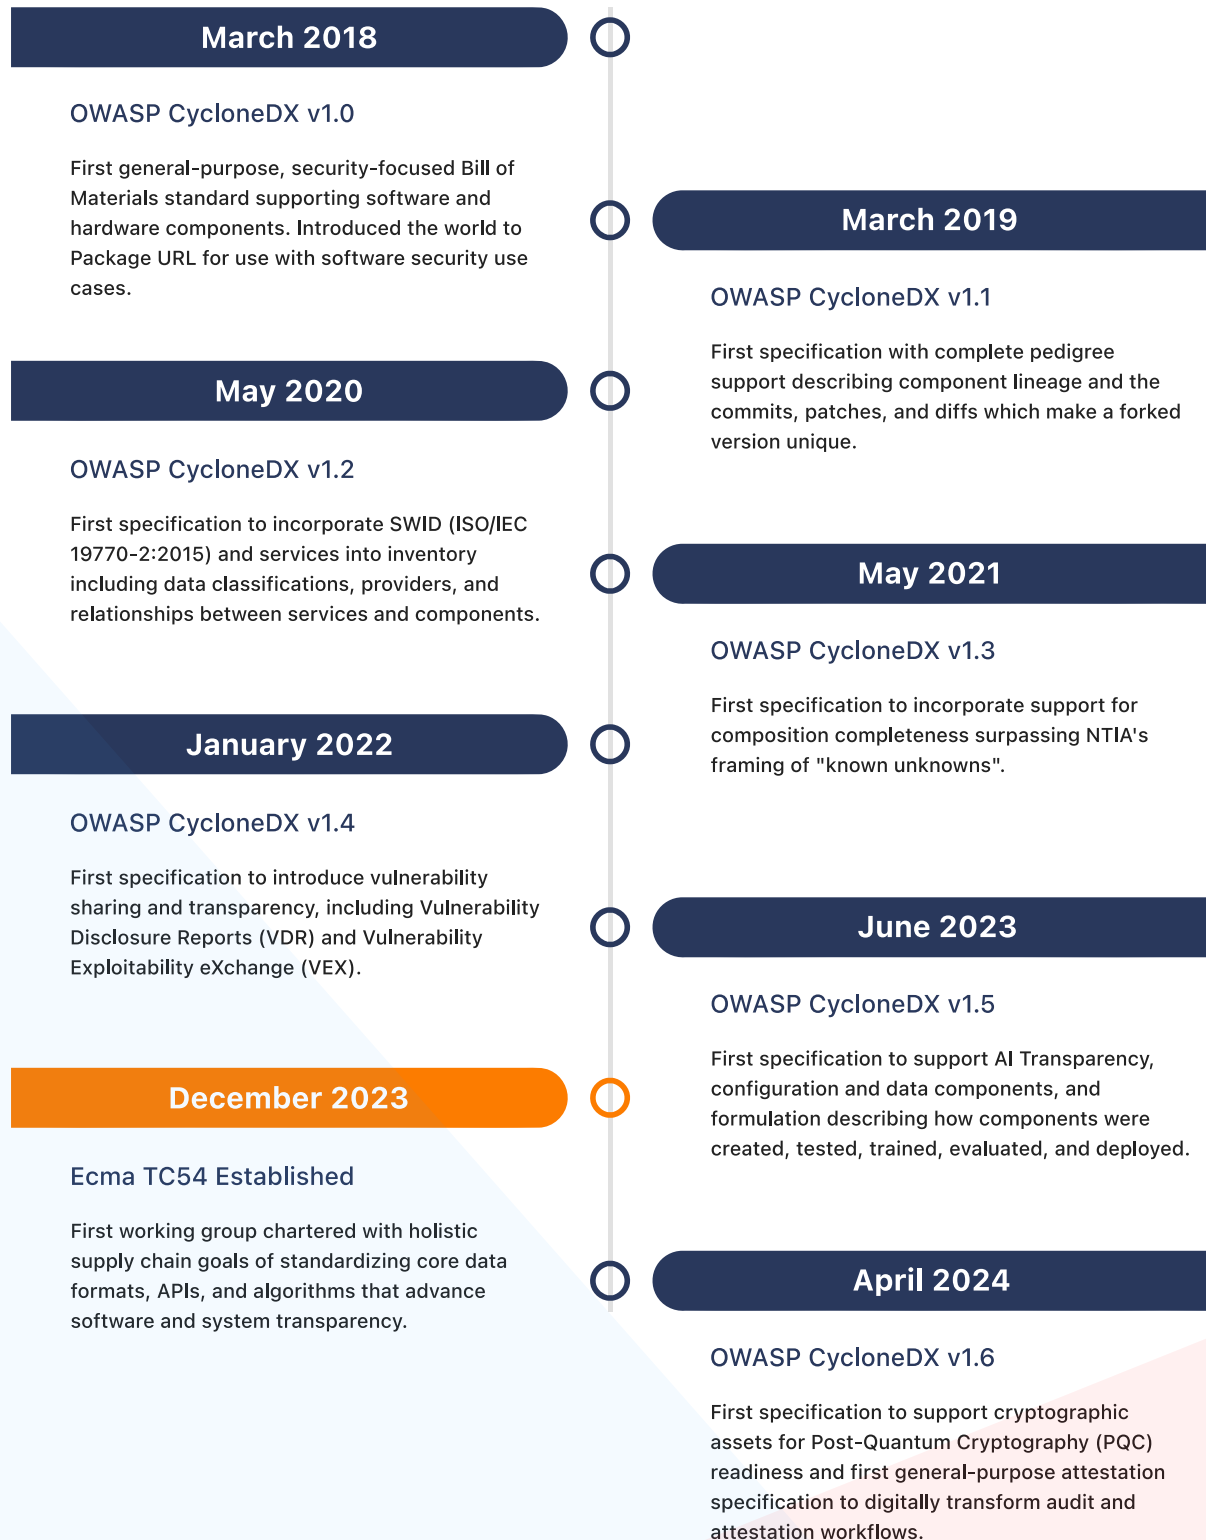 March 2018
OWASP CycloneDX v1.0
First general-purpose, security-focused Bill of
Materials standard supporting software and
hardware components. Introduced the world to
Package URL for use with software security use
cases.
March 2019
OWASP CycloneDX v1.1
First specification with complete pedigree
support describing component lineage and the
commits, patches, and diffs which make a forked
version unique.
May 2020
OWASP CycloneDX v1.2
First specification to incorporate SWID (ISO/IEC
19770-2:2015) and services into inventory
including data classifications, providers, and
relationships between services and components.
May 2021
OWASP CycloneDX v1.3
First specification to incorporate support for
composition completeness surpassing NTIA's
framing of "known unknowns".
January 2022
OWASP CycloneDX v1.4
First specification to introduce vulnerability
sharing and transparency, including Vulnerability
Disclosure Reports (VDR) and Vulnerability
Exploitability eXchange (VEX).
June 2023
OWASP CycloneDX v1.5
First specification to support AI Transparency,
configuration and data components, and
formulation describing how components were
created, tested, trained, evaluated, and deployed.
December 2023
Ecma TC54 Established
First working group chartered with holistic
supply chain goals of standardizing core data
formats, APIs, and algorithms that advance
software and system transparency.
April 2024
OWASP CycloneDX v1.6
First specification to support cryptographic
assets for Post-Quantum Cryptography (PQC)
readiness and first general-purpose attestation
specification to digitally transform audit and
attestation workflows.